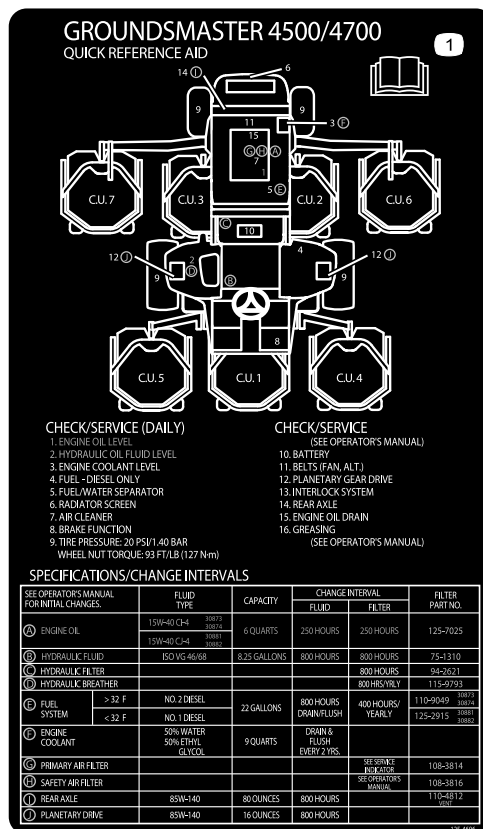 GROUNDSMASTER 4500/4700
QUICK REFERENCE AID
1
6
14 I
9
9
11
3 F
15
G H A
7
1
5 E
C.U. 7
C.U. 3
C.U. 2
C.U. 6
C
10
12 J
2
D
4
12 J
9
B
9
8
C.U. 5
C.U. 1
C.U. 4
CHECK/SERVICE (DAILY)
1. ENGINE OIL LEVEL
2. HYDRAULIC OIL FLUID LEVEL
3. ENGINE COOLANT LEVEL
4. FUEL - DIESEL ONLY
5. FUEL/WATER SEPARATOR
6. RADIATOR SCREEN
7. AIR CLEANER
8. BRAKE FUNCTION
9. TIRE PRESSURE: 20 PSI/1.40 BAR
WHEEL NUT TORQUE: 93 FT/LB (127 N·m)
CHECK/SERVICE
(SEE OPERATOR'S MANUAL)
10. BATTERY
11. BELTS (FAN, ALT.)
12. PLANETARY GEAR DRIVE
13. INTERLOCK SYSTEM
14. REAR AXLE
15. ENGINE OIL DRAIN
16. GREASING
(SEE OPERATOR'S MANUAL)
SPECIFICATIONS/CHANGE INTERVALS
SEE OPERATOR'S MANUAL FOR INITIAL CHANGES. FLUID TYPE CAPACITY CHANGE INTERVAL FLUID FILTER FILTER PART NO.
A ENGINE OIL 15W-40 CI-4 30873 30874 15W-40 CJ-4 30881 30882 6 QUARTS 250 HOURS 250 HOURS 125-7025
B HYDRAULIC FLUID ISO VG 46/68 8.25 GALLONS 800 HOURS 800 HOURS 75-1310
C HYDRAULIC FILTER 800 HOURS 94-2621
D HYDRAULIC BREATHER 800 HRS/YRLY 115-9793
E FUEL SYSTEM > 32 F NO. 2 DIESEL 22 GALLONS 800 HOURS DRAIN/FLUSH 400 HOURS/ YEARLY 110-9049 30873 30874
< 32 F NO. 1 DIESEL 125-2915 30881 30882
F ENGINE COOLANT 50% WATER 50% ETHYL GLYCOL 9 QUARTS DRAIN & FLUSH EVERY 2 YRS.
G PRIMARY AIR FILTER SEE SERVICE INDICATOR 108-3814
H SAFETY AIR FILTER SEE OPERATOR'S MANUAL 108-3816
I REAR AXLE 85W-140 80 OUNCES 800 HOURS 110-4812 VENT
J PLANETARY DRIVE 85W-140 16 OUNCES 800 HOURS